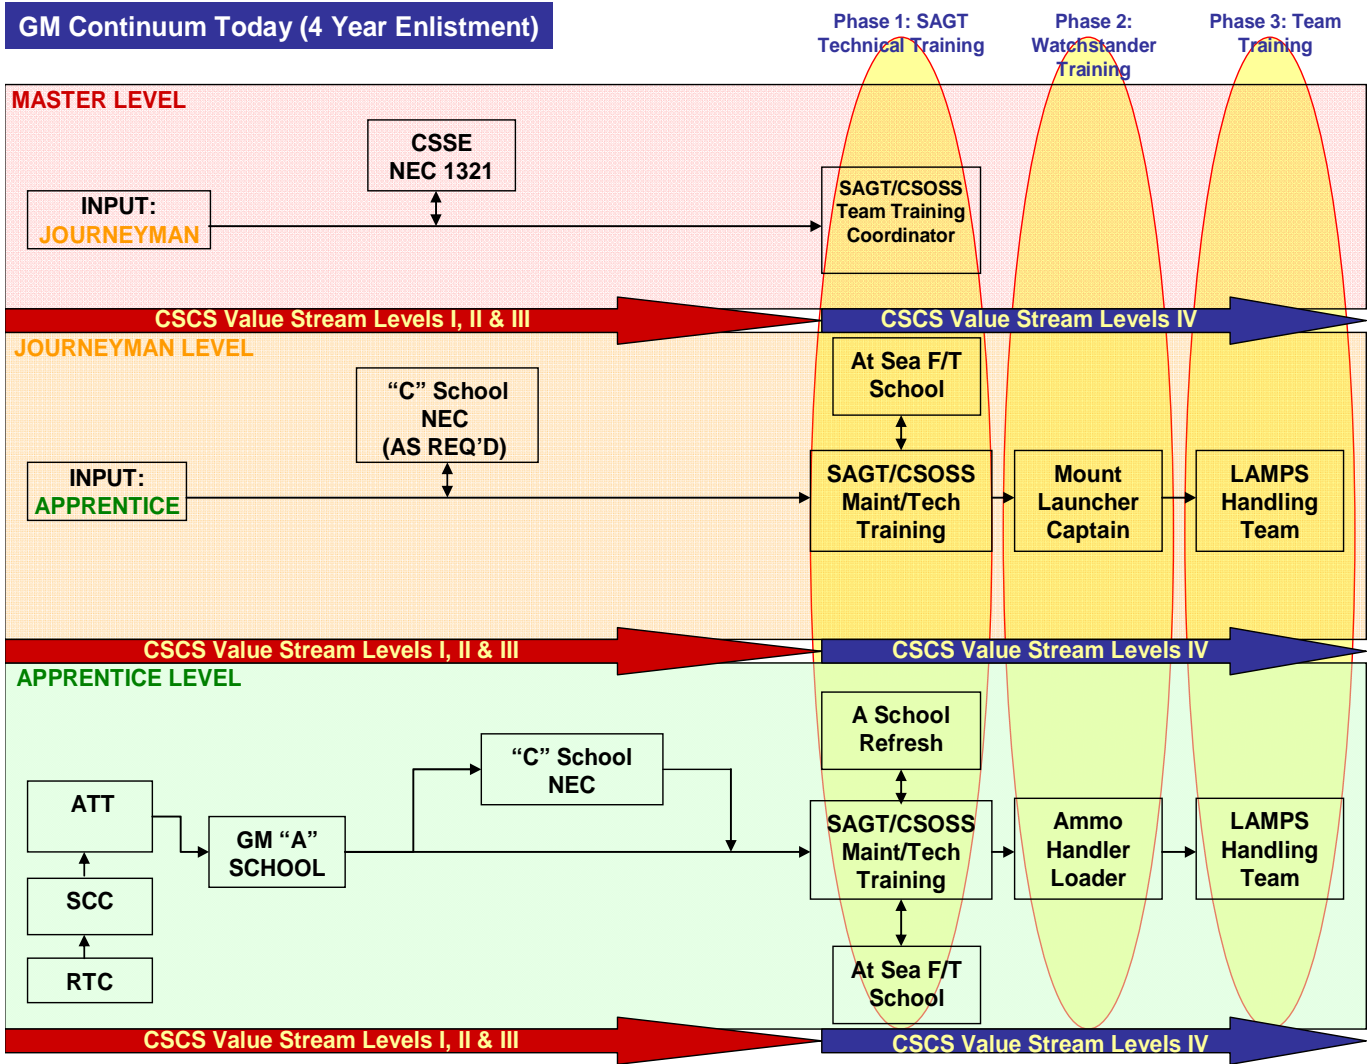 GM Continuum Today (4 Year Enlistment)
Phase 1: SAGT
Technical Training
Phase 2:
Watchstander
Training
Phase 3: Team
Training
MASTER LEVEL
CSSE
NEC 1321
INPUT:
JOURNEYMAN
SAGT/CSOSS
Team Training
Coordinator
CSCS Value Stream Levels I, II & III
CSCS Value Stream Levels IV
JOURNEYMAN LEVEL
At Sea F/T
School
“C” School
NEC
(AS REQ’D)
INPUT:
APPRENTICE
SAGT/CSOSS
Maint/Tech
Training
Mount
Launcher
Captain
LAMPS
Handling
Team
CSCS Value Stream Levels I, II & III
CSCS Value Stream Levels IV
APPRENTICE LEVEL
A School
Refresh
“C” School
NEC
ATT
GM “A”
SCHOOL
SAGT/CSOSS
Maint/Tech
Training
Ammo
Handler
Loader
LAMPS
Handling
Team
SCC
RTC
At Sea F/T
School
CSCS Value Stream Levels I, II & III
CSCS Value Stream Levels IV